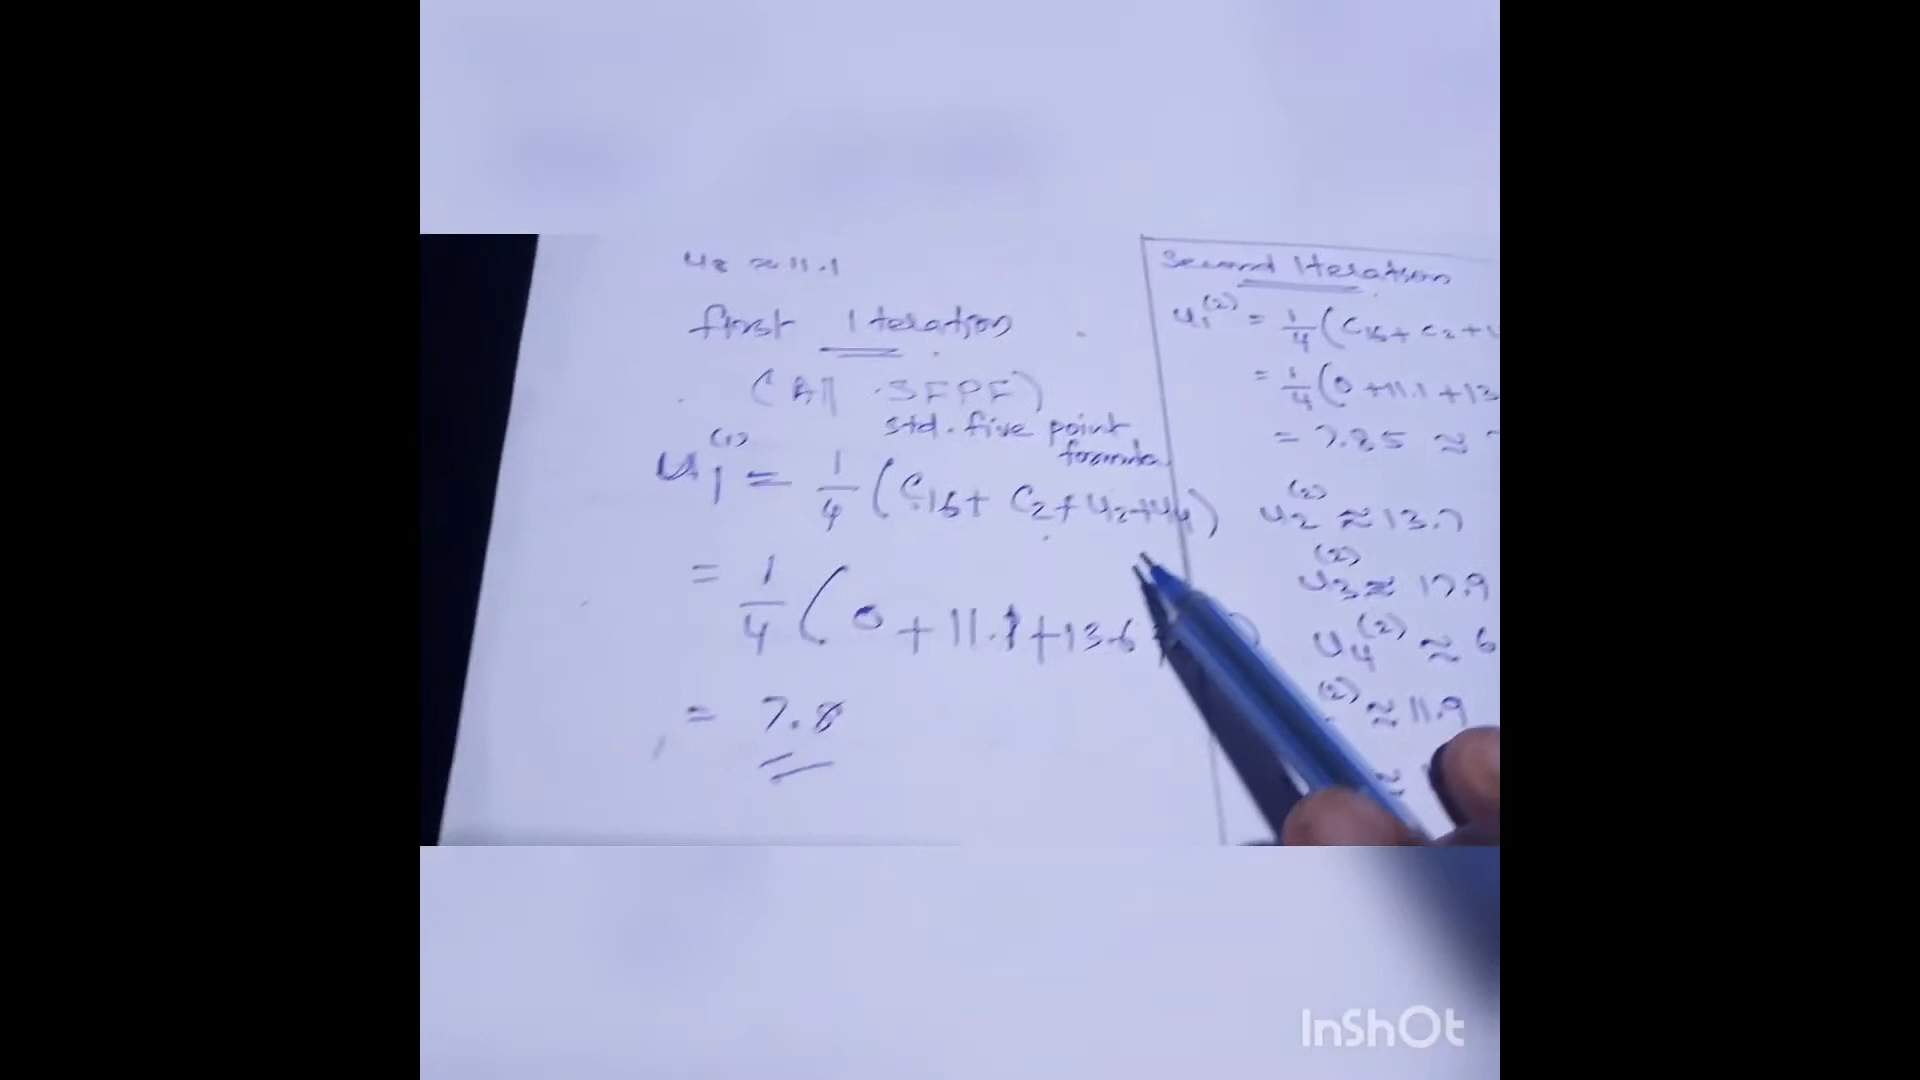 u8 ≈ 11.1
first Iteration
(All SFPF)
std. five point
formula
u1^(1) = 1/4 (C16 + C2 + u2 + u4)
= 1/4 (0 + 11.1 + 13.6 +
= 7.8
Second Iteration
u1^(2) = 1/4 (C16 + C2 + u
= 1/4 (0 + 11.1 + 13
= 7.85 ≈
u2^(2) ≈ 13.7
u3^(2) ≈ 17.9
u4^(2) ≈ 6
(2) ≈ 11.9
≈
InShOt